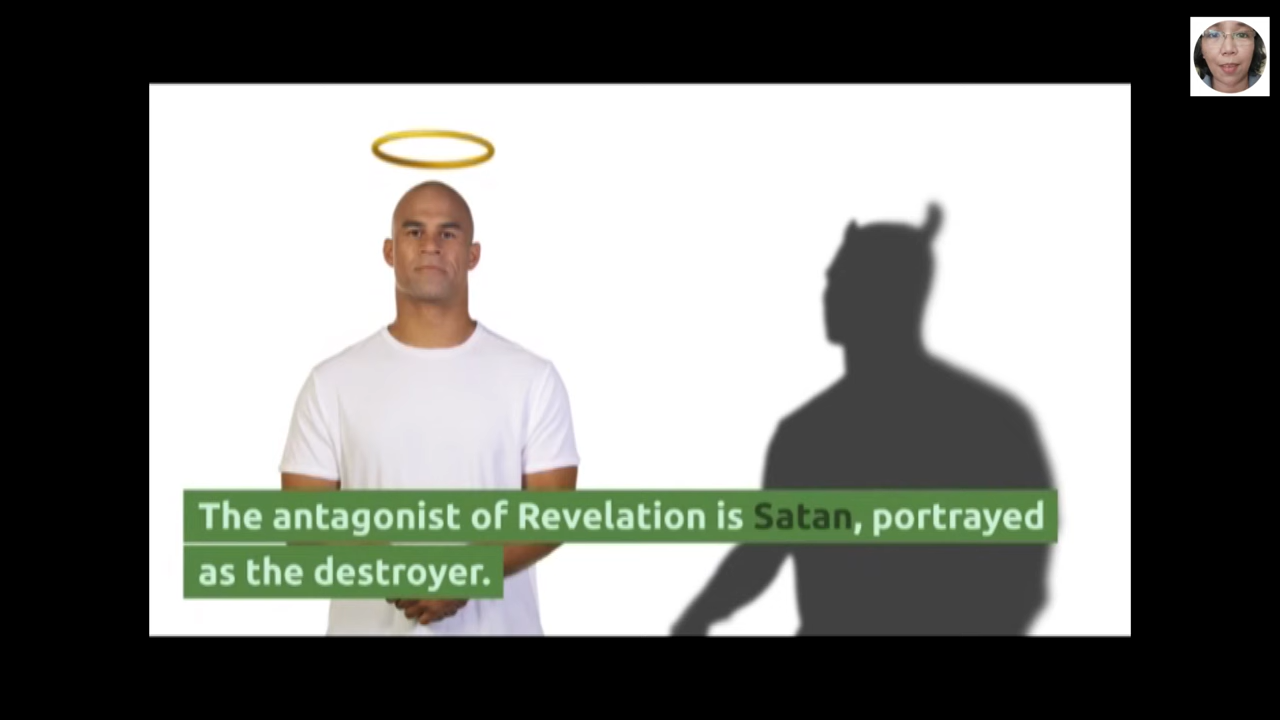 The antagonist of Revelation is Satan, portrayed
as the destroyer.